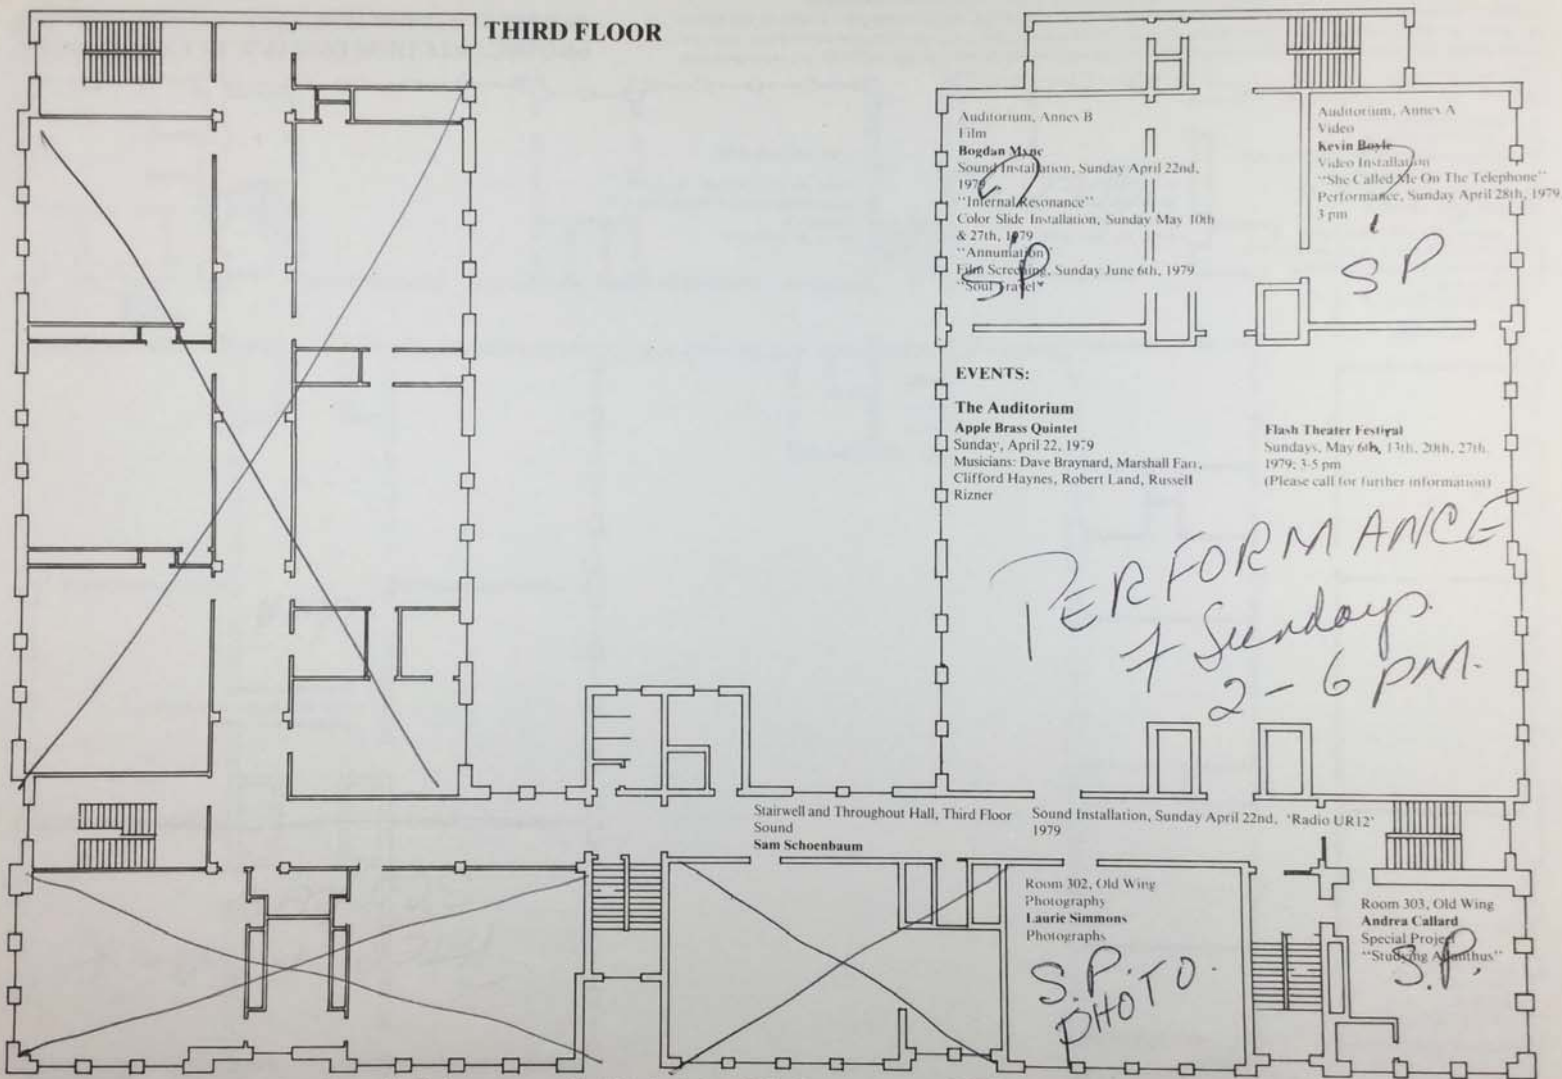 THIRD FLOOR
Auditorium, Annex B
Film
Bogdan Mync
Sound Installation, Sunday April 22nd,
1979
"Internal Resonance"
Color Slide Installation, Sunday May 10th
& 27th, 1979
"Annumation"
Film Screening, Sunday June 6th, 1979
"Soul Travel"
S.P.
Auditorium, Annex A
Video
Kevin Boyle
Video Installation
"She Called Me On The Telephone"
Performance, Sunday April 28th, 1979
3 pm
SP
EVENTS:
The Auditorium
Apple Brass Quintet
Sunday, April 22, 1979
Musicians: Dave Braynard, Marshall Farr,
Clifford Haynes, Robert Land, Russell
Rizner
Flash Theater Festival
Sundays, May 6th, 13th, 20th, 27th
1979; 3-5 pm
(Please call for further information)
PERFORMANCE
7 Sundays
2-6 PM.
Stairwell and Throughout Hall, Third Floor
Sound
Sam Schoenbaum
Sound Installation, Sunday April 22nd, 'Radio UR12'
1979
Room 302, Old Wing
Photography
Laurie Simmons
Photographs
S.P.
PHOTO.
Room 303, Old Wing
Andrea Callard
Special Project
"Studying Acanthus"
S.P.